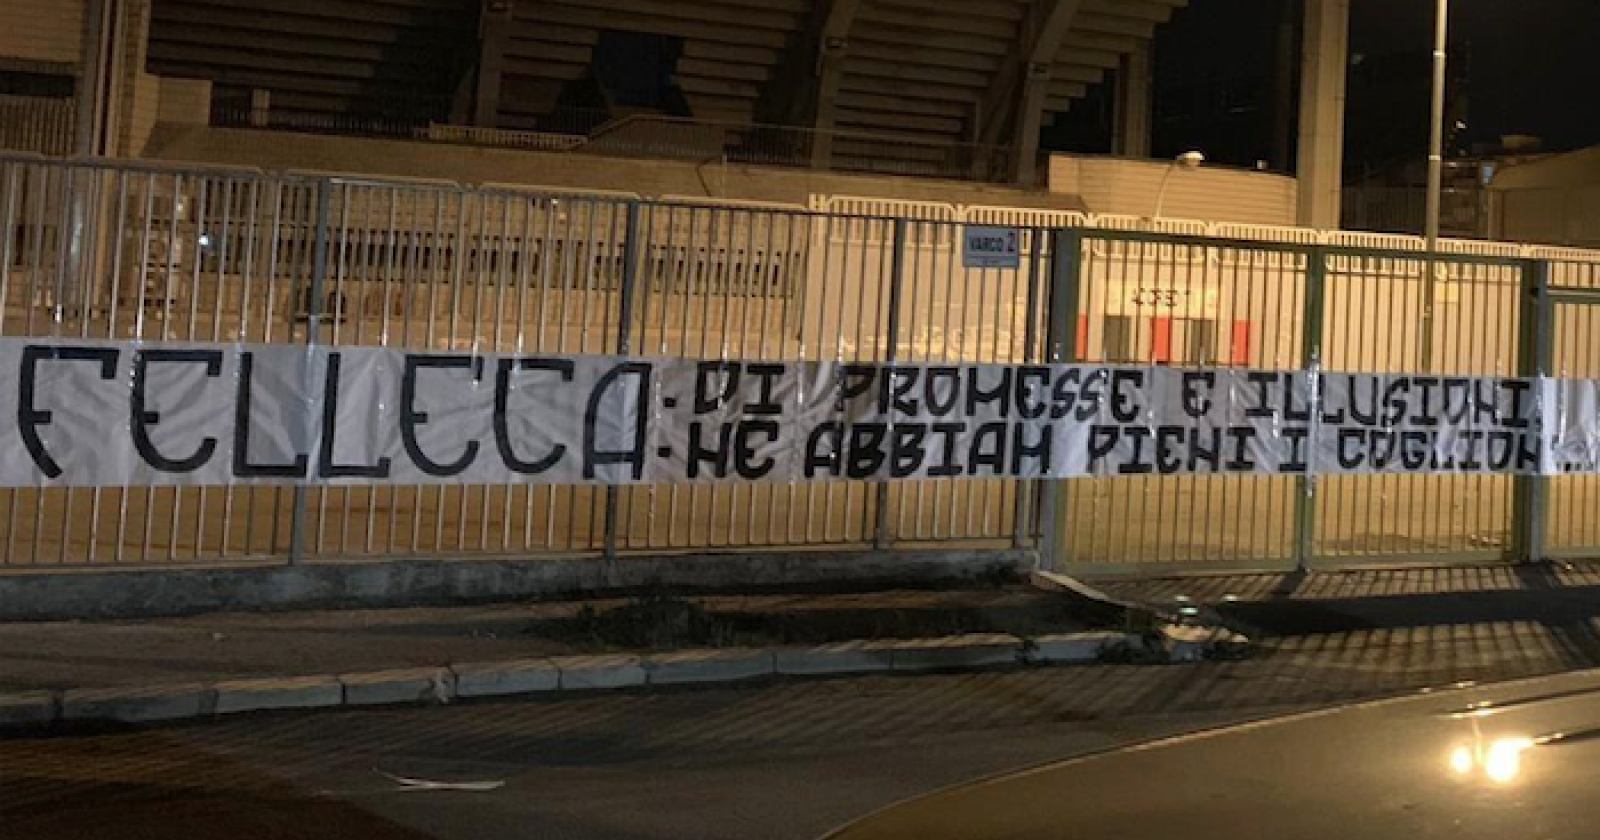 VARCO 2
FELLECA: DI PROMESSE E ILLUSIONI,
NE ABBIAM PIENI I COGLIONI...